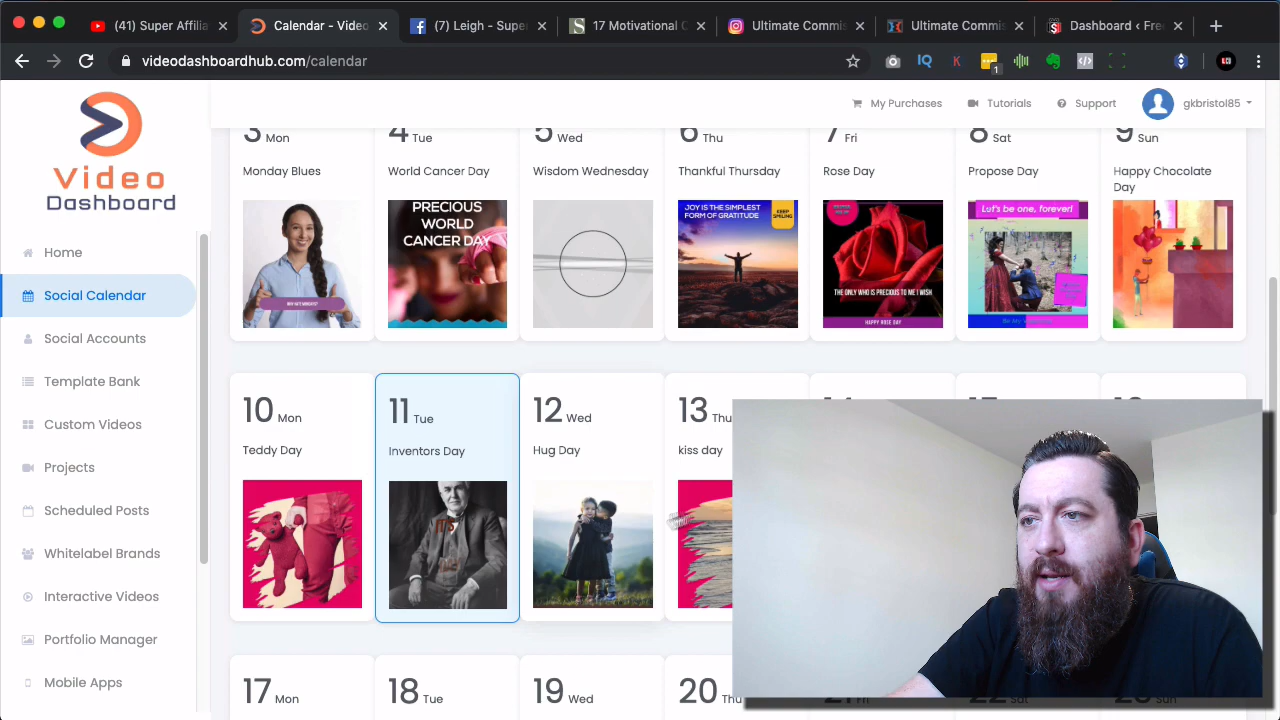 (41) Super Affilia
Calendar - Video
(7) Leigh - Supe
17 Motivational C
Ultimate Commis
Ultimate Commis
Dashboard ‹ Fre
videodashboardhub.com/calendar
1
Video
Dashboard
My Purchases
Tutorials
Support
gkbristol85
Home
Social Calendar
Social Accounts
Template Bank
Custom Videos
Projects
Scheduled Posts
Whitelabel Brands
Interactive Videos
Portfolio Manager
Mobile Apps
3 Mon
4 Tue
5 Wed
6 Thu
7 Fri
8 Sat
9 Sun
Monday Blues
World Cancer Day
Wisdom Wednesday
Thankful Thursday
Rose Day
Propose Day
Happy Chocolate
Day
PRECIOUS
WORLD
CANCER DAY
JOY IS THE SIMPLEST
FORM OF GRATITUDE
KEEP
SMILING
THE ONLY WHO IS PRECIOUS TO ME I WISH
HAPPY ROSE DAY
Let's be one, forever!
10 Mon
11 Tue
12 Wed
13 Thu
Teddy Day
Inventors Day
Hug Day
kiss day
17 Mon
18 Tue
19 Wed
20 Thu